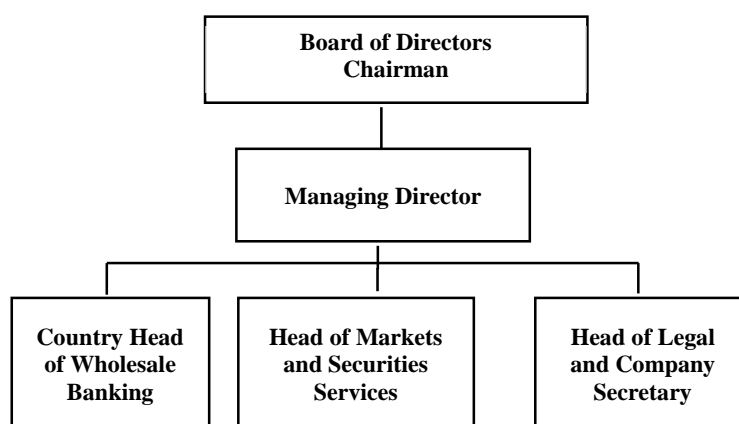 Board of Directors
Chairman
Managing Director
Country Head
of Wholesale
Banking
Head of Markets
and Securities
Services
Head of Legal
and Company
Secretary